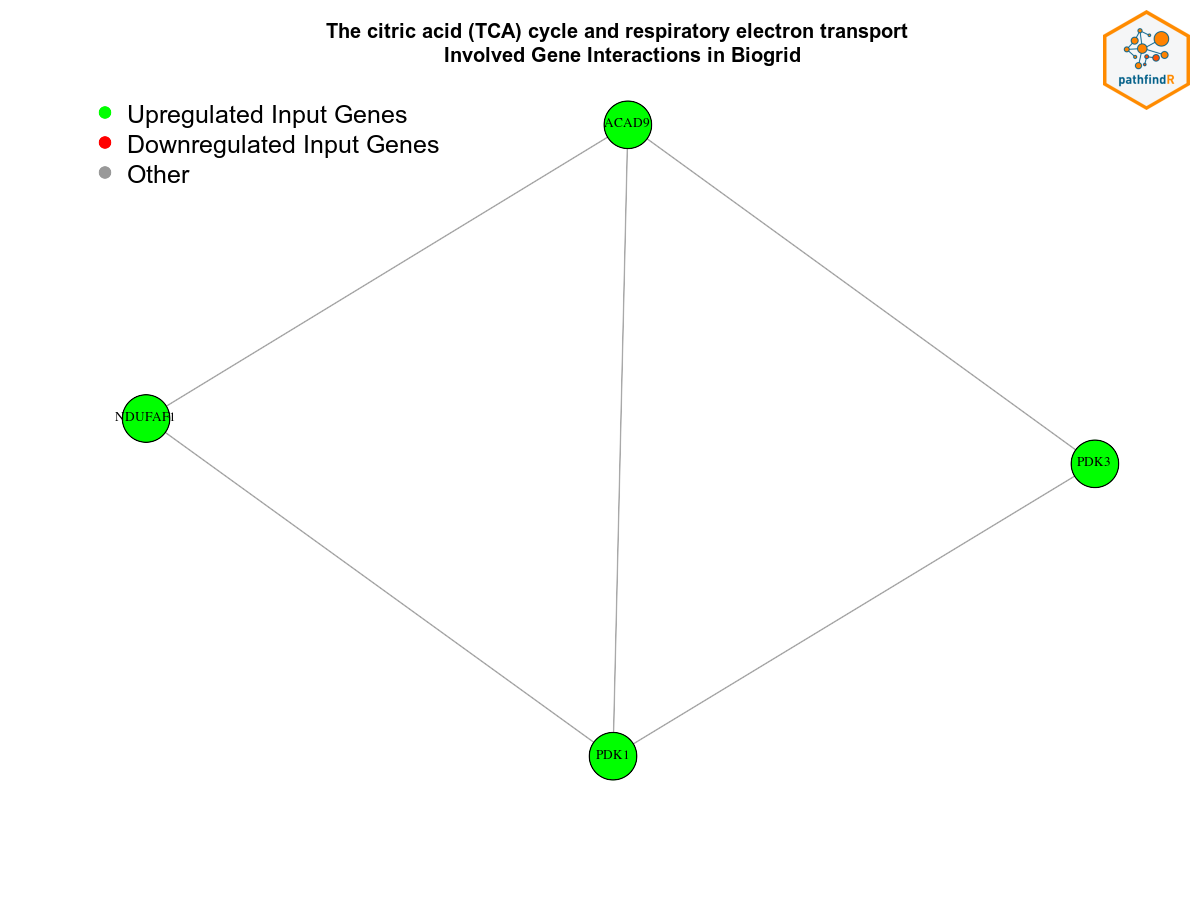 The citric acid (TCA) cycle and respiratory electron transport
Involved Gene Interactions in Biogrid
pathfindR
Upregulated Input Genes
Downregulated Input Genes
Other
ACAD9
NDUFAF1
PDK3
PDK1